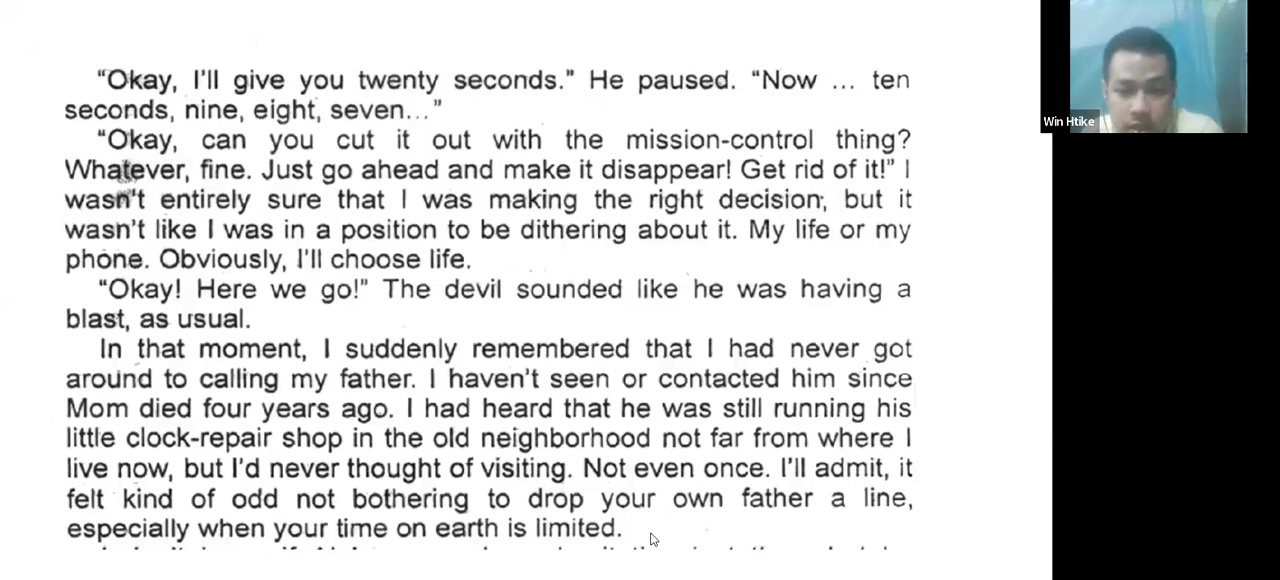 “Okay, I’ll give you twenty seconds.” He paused. “Now ... ten
seconds, nine, eight, seven...”
“Okay, can you cut it out with the mission-control thing?
Whatever, fine. Just go ahead and make it disappear! Get rid of it!” I
wasn’t entirely sure that I was making the right decision, but it
wasn’t like I was in a position to be dithering about it. My life or my
phone. Obviously, I’ll choose life.
“Okay! Here we go!” The devil sounded like he was having a
blast, as usual.
In that moment, I suddenly remembered that I had never got
around to calling my father. I haven’t seen or contacted him since
Mom died four years ago. I had heard that he was still running his
little clock-repair shop in the old neighborhood not far from where I
live now, but I’d never thought of visiting. Not even once. I’ll admit, it
felt kind of odd not bothering to drop your own father a line,
especially when your time on earth is limited.
Win Htike